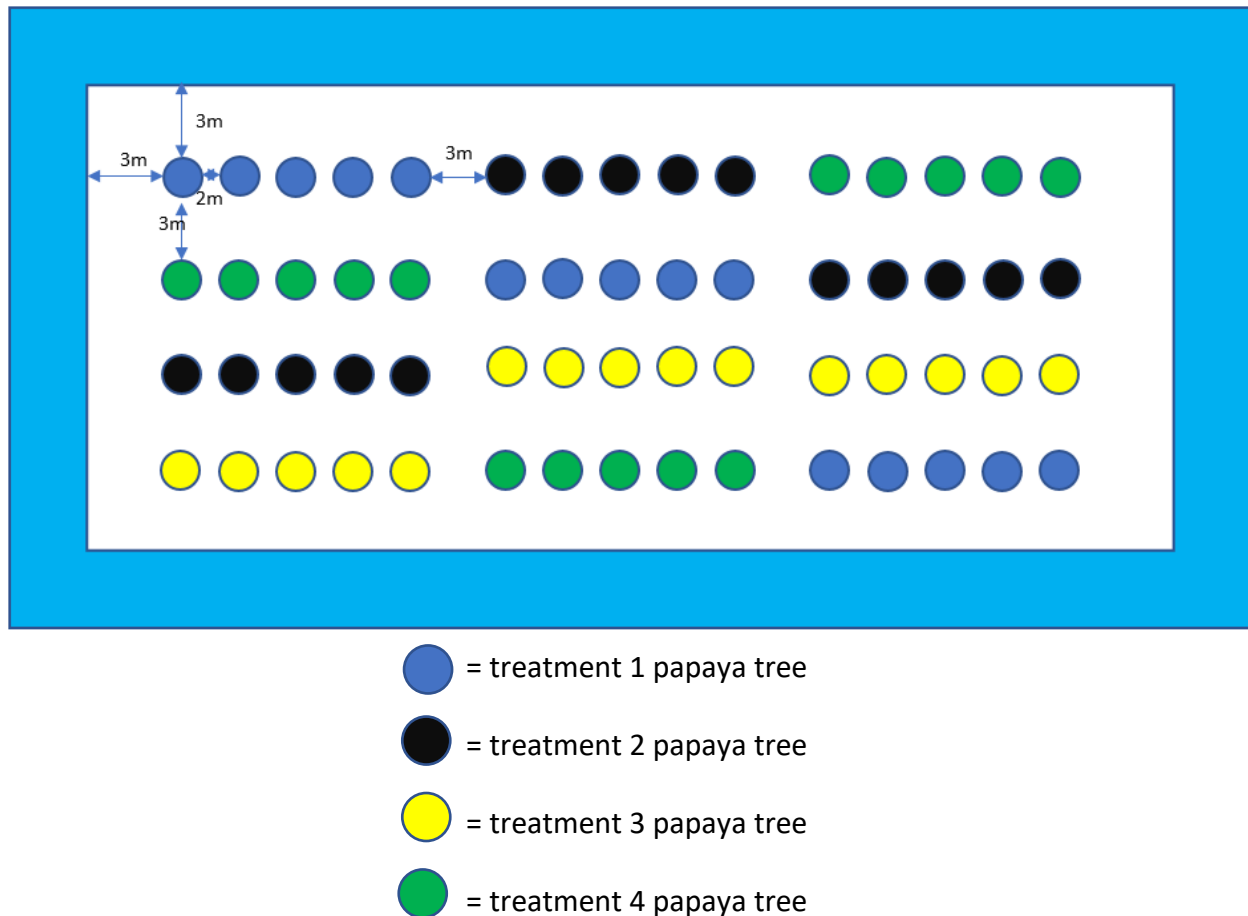 3m
3m
3m
2m
3m
= treatment 1 papaya tree
= treatment 2 papaya tree
= treatment 3 papaya tree
= treatment 4 papaya tree